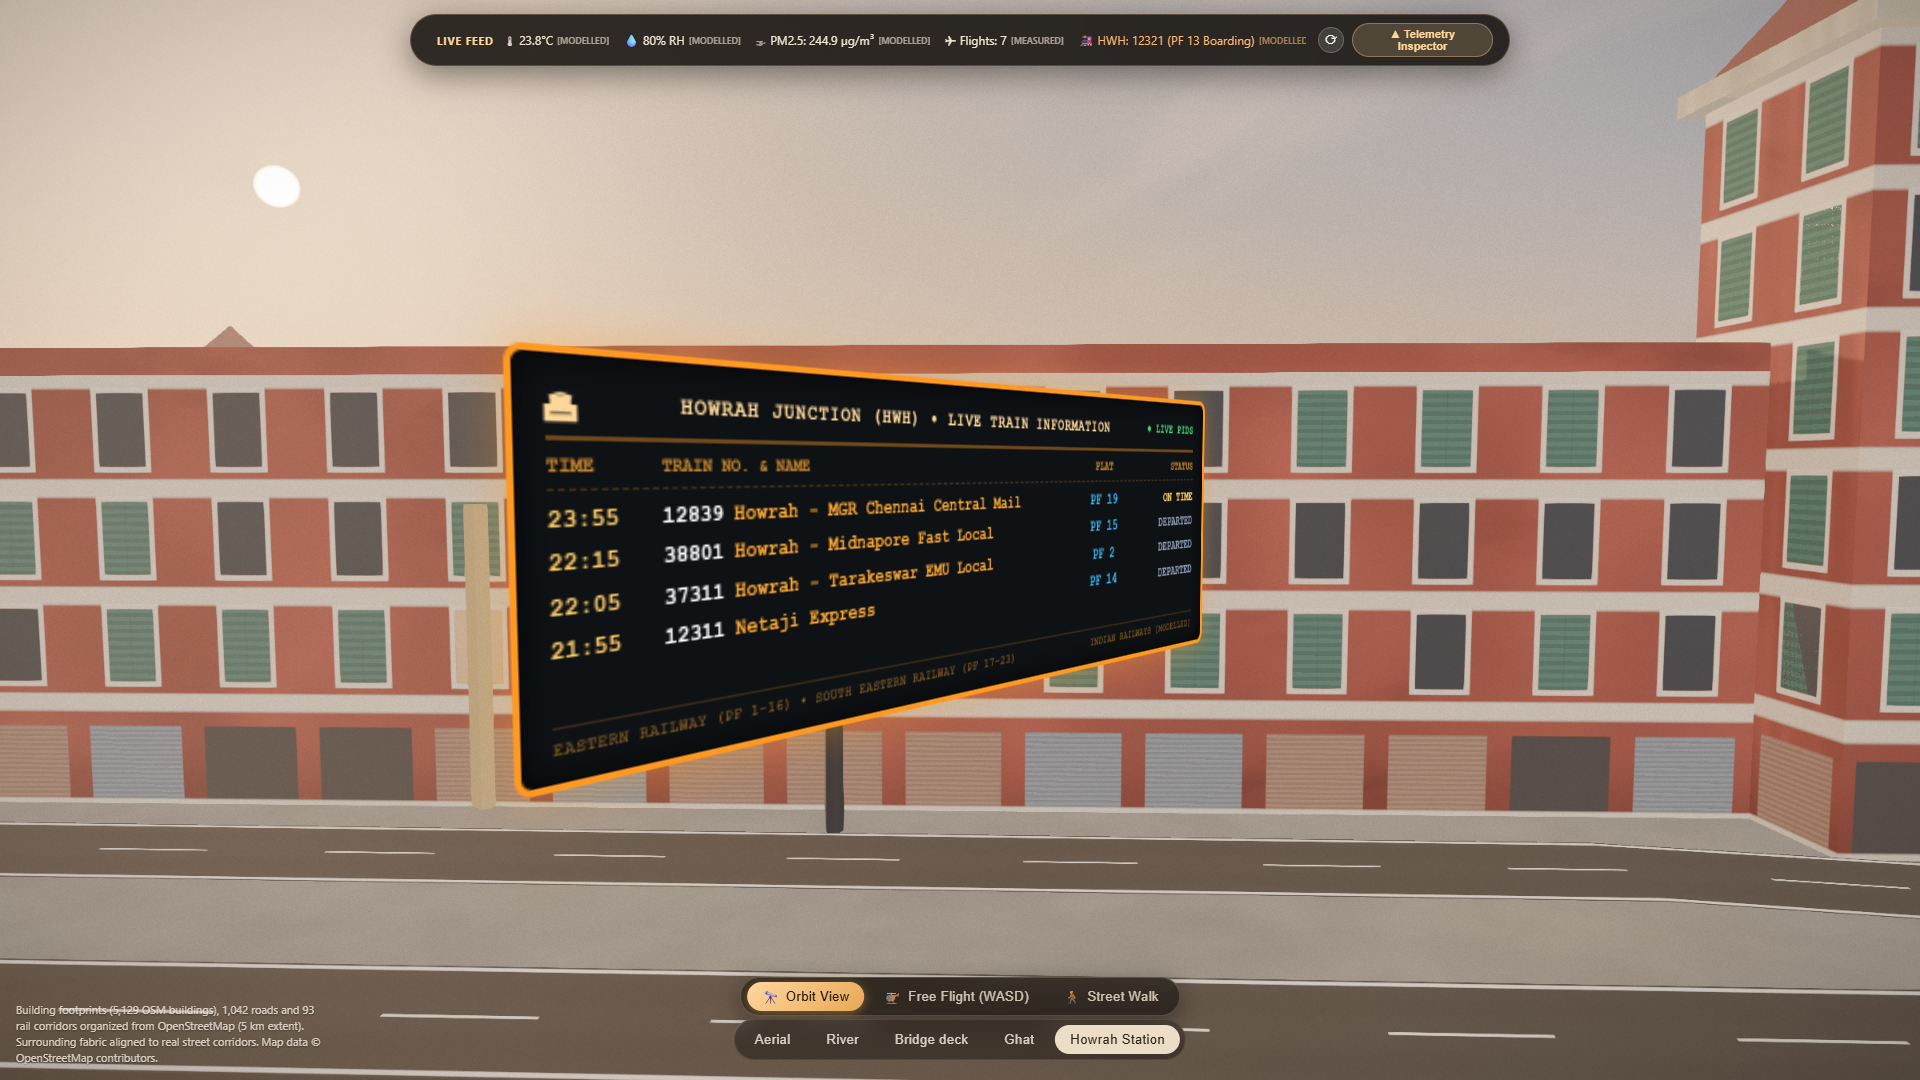 LIVE FEED 23.8°C [MODELLED] 80% RH [MODELLED] PM2.5: 244.9 µg/m³ [MODELLED] Flights: 7 [MEASURED] HWH: 12321 (PF 13 Boarding) [MODELLED
Telemetry
Inspector
HOWRAH JUNCTION (HWH) • LIVE TRAIN INFORMATION
• LIVE PIDS
TIME TRAIN NO. & NAME PLAT STATUS
23:55 12839 Howrah – MGR Chennai Central Mail PF 19 ON TIME
22:15 38801 Howrah – Midnapore Fast Local PF 15 DEPARTED
22:05 37311 Howrah – Tarakeswar EMU Local PF 2 DEPARTED
21:55 12311 Netaji Express PF 14 DEPARTED
EASTERN RAILWAY (PF 1-16) • SOUTH EASTERN RAILWAY (PF 17-23)
INDIAN RAILWAYS [MODELLED]
Orbit View Free Flight (WASD) Street Walk
Aerial River Bridge deck Ghat Howrah Station
Building footprints (5,129 OSM buildings), 1,042 roads and 93
rail corridors organized from OpenStreetMap (5 km extent).
Surrounding fabric aligned to real street corridors. Map data ©
OpenStreetMap contributors.